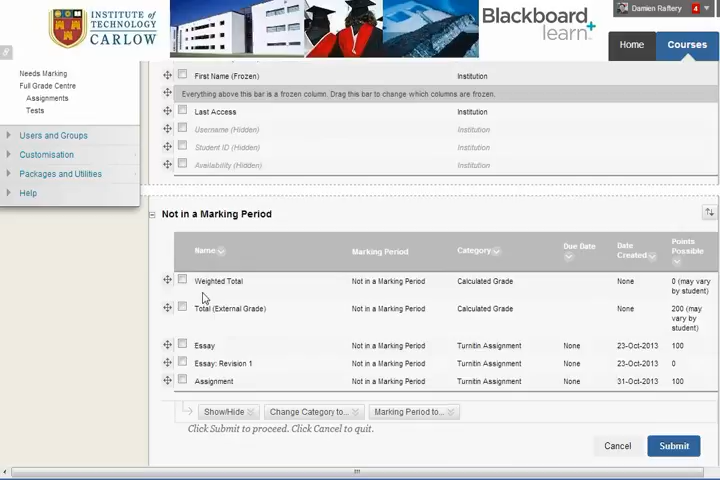 INSTITUTE of
TECHNOLOGY
CARLOW
Blackboard
learn+
Damien Raffery 4
Home Courses
Needs Marking
Full Grade Centre
Assignments
Tests
Users and Groups
Customisation
Packages and Utilities
Help
First Name (Frozen) Institution
Everything above this bar is a frozen column. Drag this bar to change which columns are frozen.
Last Access Institution
Username (Hidden) Institution
Student ID (Hidden) Institution
Availability (Hidden) Institution
Not in a Marking Period
Name Marking Period Category Due Date Date Created Points Possible
Weighted Total Not in a Marking Period Calculated Grade None 0 (may vary by student)
Total (External Grade) Not in a Marking Period Calculated Grade None 200 (may vary by student)
Essay Not in a Marking Period Turnitin Assignment None 23-Oct-2013 100
Essay: Revision 1 Not in a Marking Period Turnitin Assignment None 23-Oct-2013 0
Assignment Not in a Marking Period Turnitin Assignment None 31-Oct-2013 100
Show/Hide Change Category to... Marking Period to...
Click Submit to proceed. Click Cancel to quit.
Cancel Submit